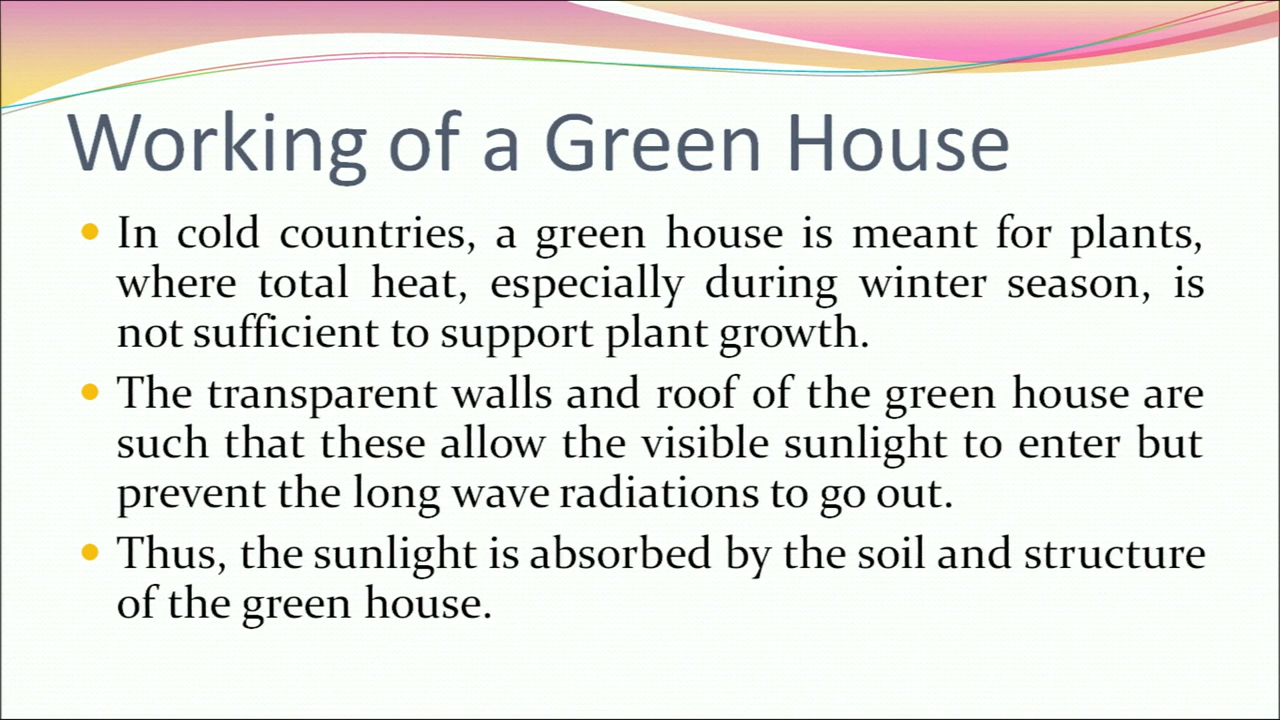 Working of a Green House
• In cold countries, a green house is meant for plants,
where total heat, especially during winter season, is
not sufficient to support plant growth.
• The transparent walls and roof of the green house are
such that these allow the visible sunlight to enter but
prevent the long wave radiations to go out.
• Thus, the sunlight is absorbed by the soil and structure
of the green house.